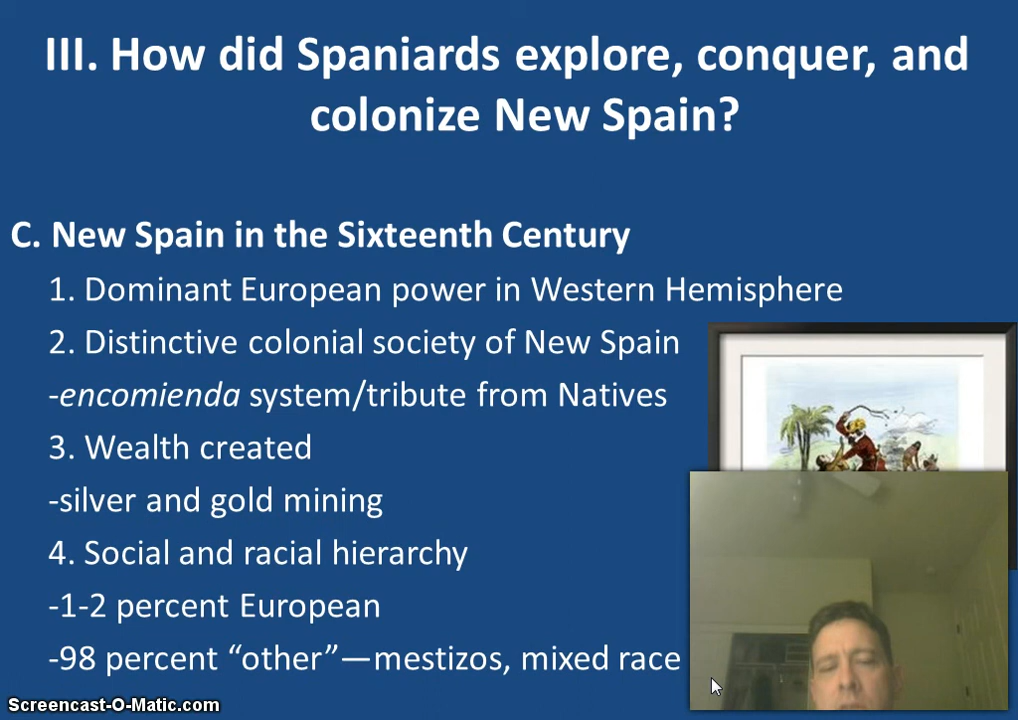 III. How did Spaniards explore, conquer, and
colonize New Spain?
C. New Spain in the Sixteenth Century
1. Dominant European power in Western Hemisphere
2. Distinctive colonial society of New Spain
-encomienda system/tribute from Natives
3. Wealth created
-silver and gold mining
4. Social and racial hierarchy
-1-2 percent European
-98 percent “other”—mestizos, mixed race
Screencast-O-Matic.com